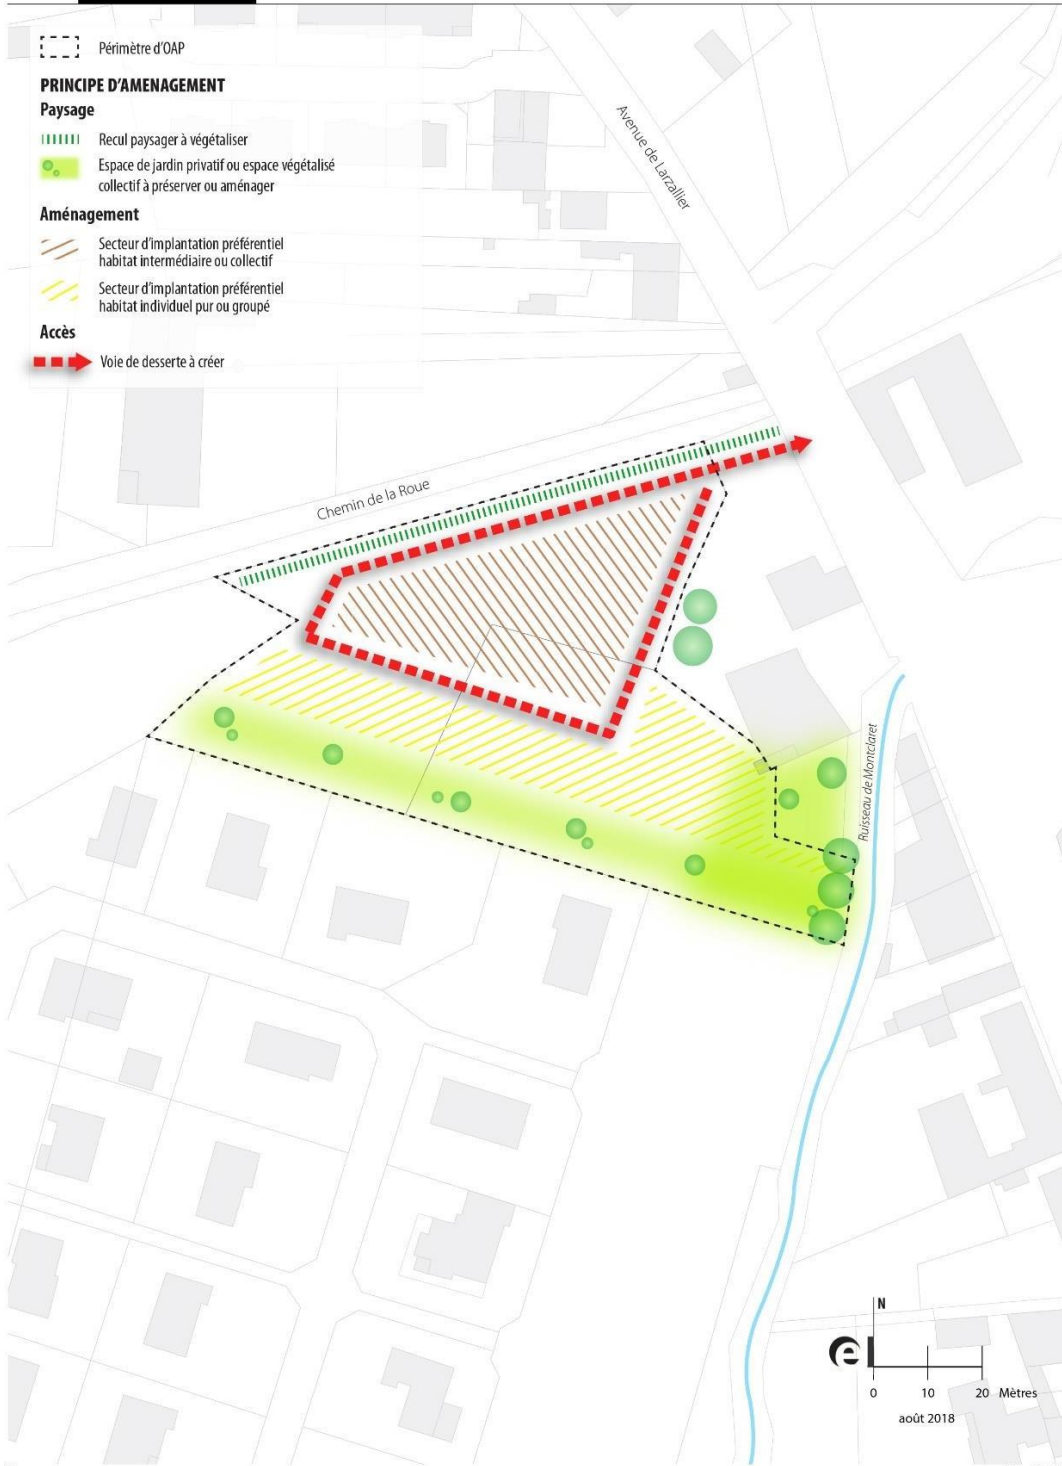 Périmètre d'OAP
PRINCIPE D'AMENAGEMENT
Paysage
Recul paysager à végétaliser
Espace de jardin privatif ou espace végétalisé
collectif à préserver ou aménager
Aménagement
Secteur d'implantation préférentiel
habitat intermédiaire ou collectif
Secteur d'implantation préférentiel
habitat individuel pur ou groupé
Accès
Voie de desserte à créer
Avenue de Larzallier
Chemin de la Roue
Ruisseau de Montclaret
N
e
0 10 20 Mètres
août 2018